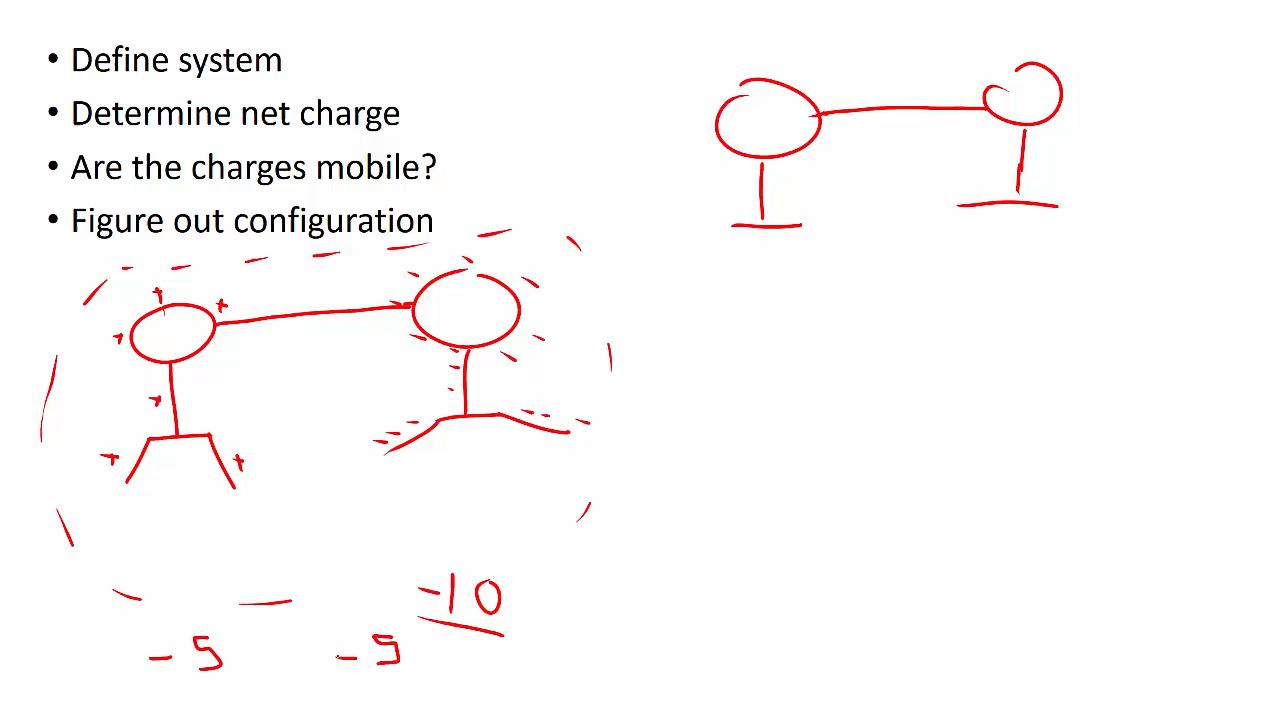 • Define system
• Determine net charge
• Are the charges mobile?
• Figure out configuration
-10
-5 -5